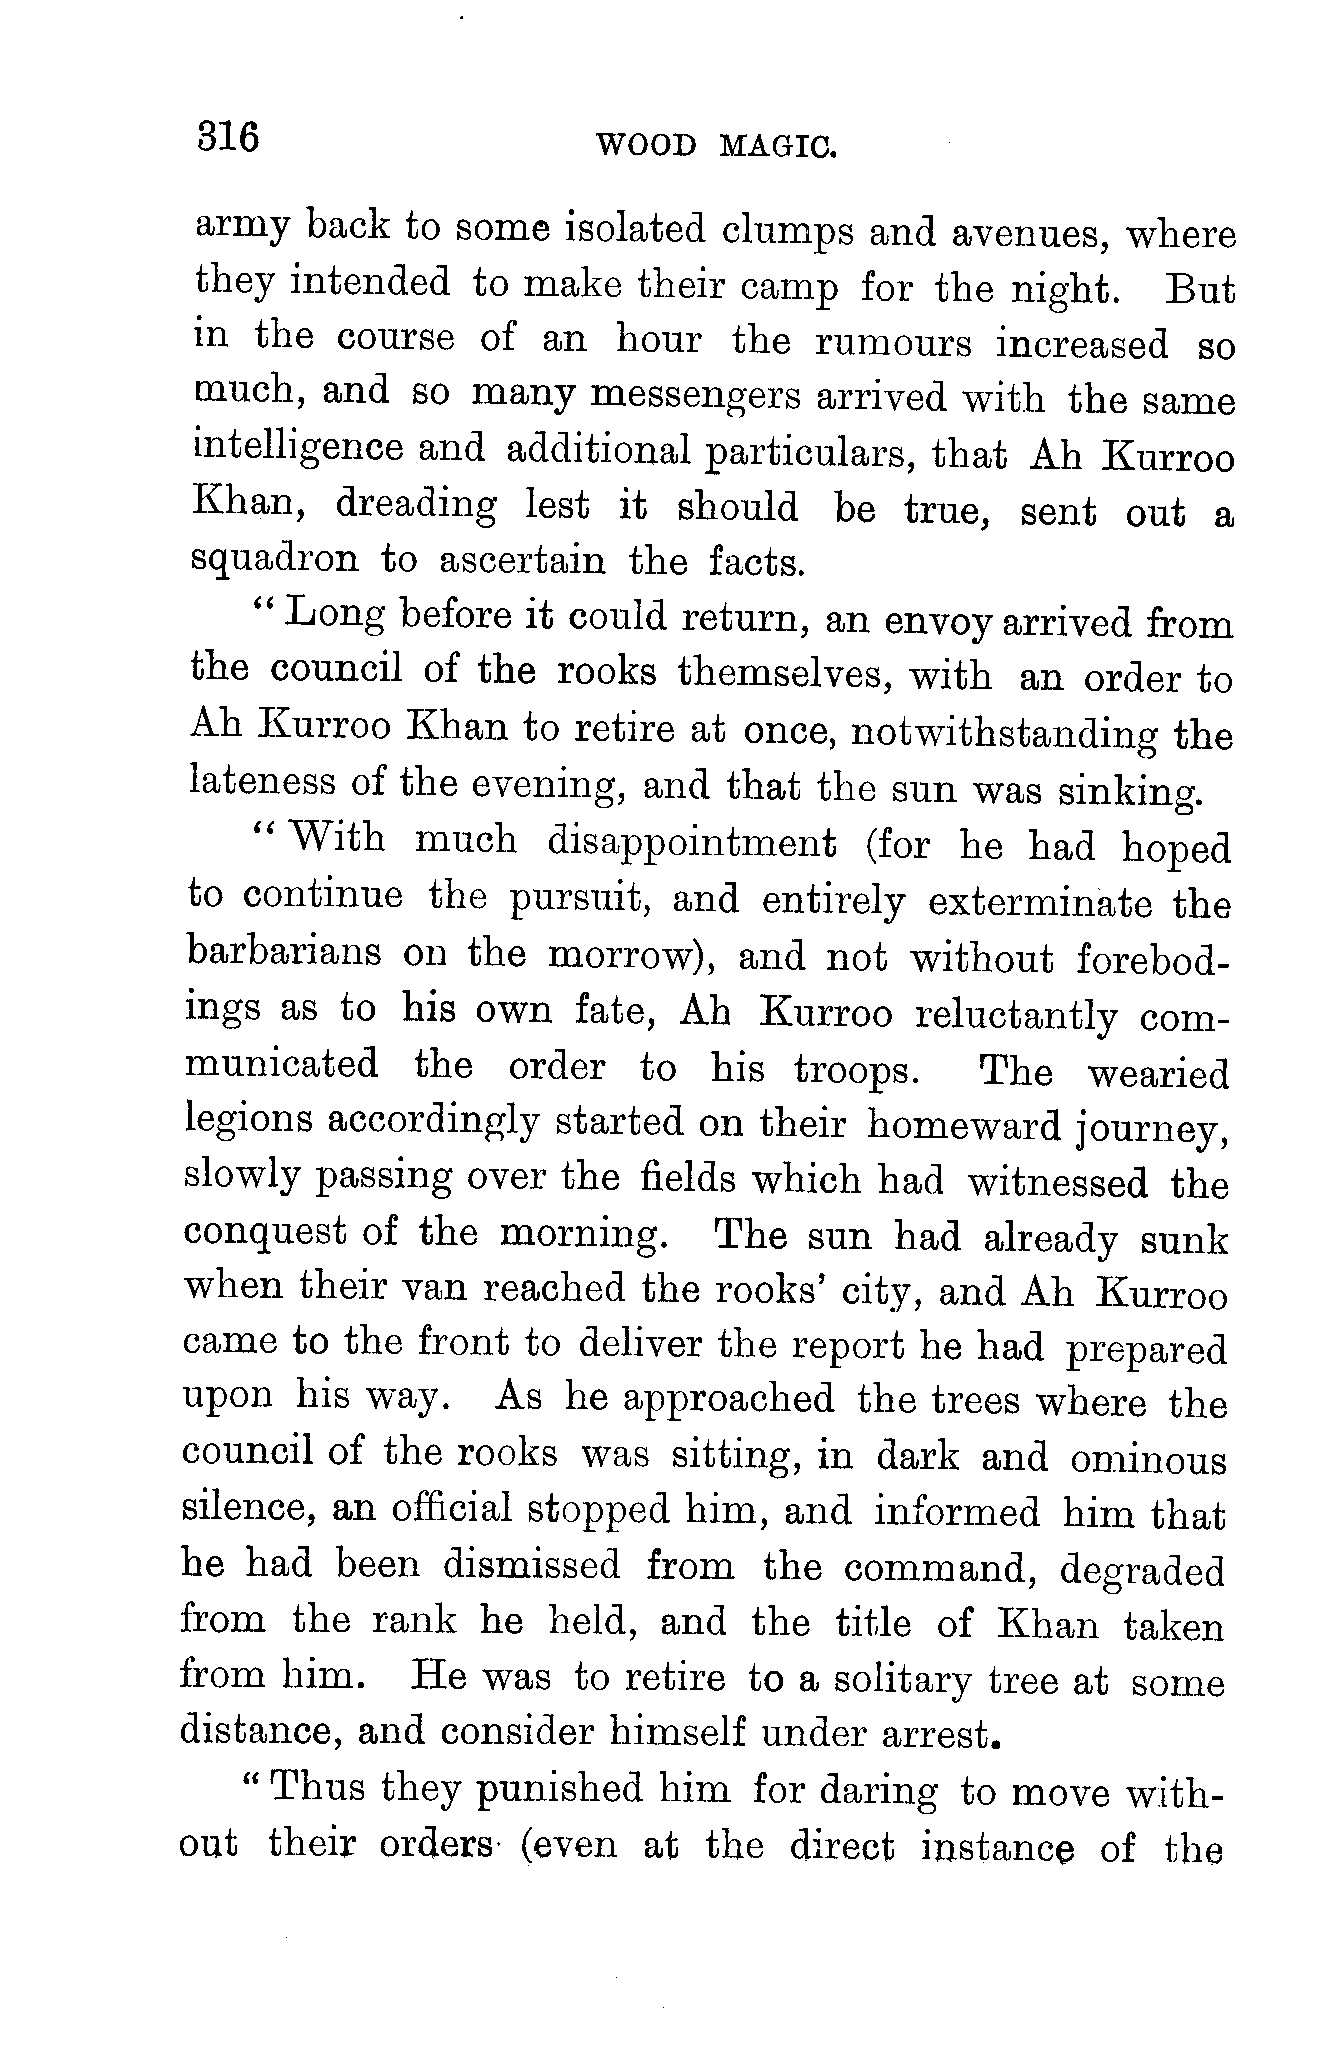 316 WOOD MAGIC.
army back to some isolated clumps and avenues, where
they intended to make their camp for the night. But
in the course of an hour the rumours increased so
much, and so many messengers arrived with the same
intelligence and additional particulars, that Ah Kurroo
Khan, dreading lest it should be true, sent out a
squadron to ascertain the facts.
“ Long before it could return, an envoy arrived from
the council of the rooks themselves, with an order to
Ah Kurroo Khan to retire at once, notwithstanding the
lateness of the evening, and that the sun was sinking.
“ With much disappointment (for he had hoped
to continue the pursuit, and entirely exterminate the
barbarians on the morrow), and not without forebod-
ings as to his own fate, Ah Kurroo reluctantly com-
municated the order to his troops. The wearied
legions accordingly started on their homeward journey,
slowly passing over the fields which had witnessed the
conquest of the morning. The sun had already sunk
when their van reached the rooks’ city, and Ah Kurroo
came to the front to deliver the report he had prepared
upon his way. As he approached the trees where the
council of the rooks was sitting, in dark and ominous
silence, an official stopped him, and informed him that
he had been dismissed from the command, degraded
from the rank he held, and the title of Khan taken
from him. He was to retire to a solitary tree at some
distance, and consider himself under arrest.
“ Thus they punished him for daring to move with-
out their orders (even at the direct instance of the